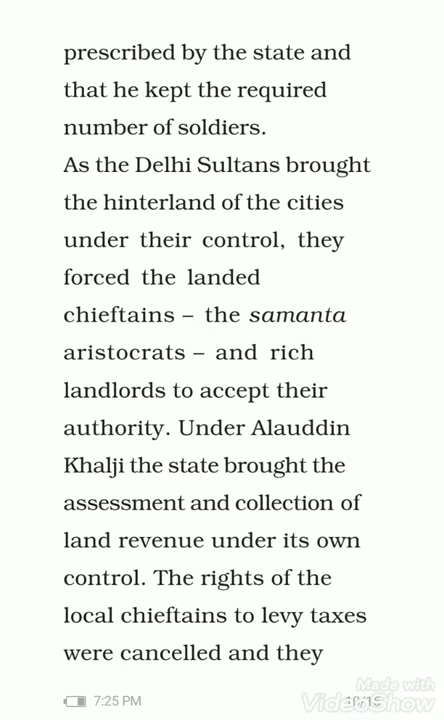 prescribed by the state and
that he kept the required
number of soldiers.
As the Delhi Sultans brought
the hinterland of the cities
under their control, they
forced the landed
chieftains – the samanta
aristocrats – and rich
landlords to accept their
authority. Under Alauddin
Khalji the state brought the
assessment and collection of
land revenue under its own
control. The rights of the
local chieftains to levy taxes
were cancelled and they
Made with
VideoShow
7:25 PM